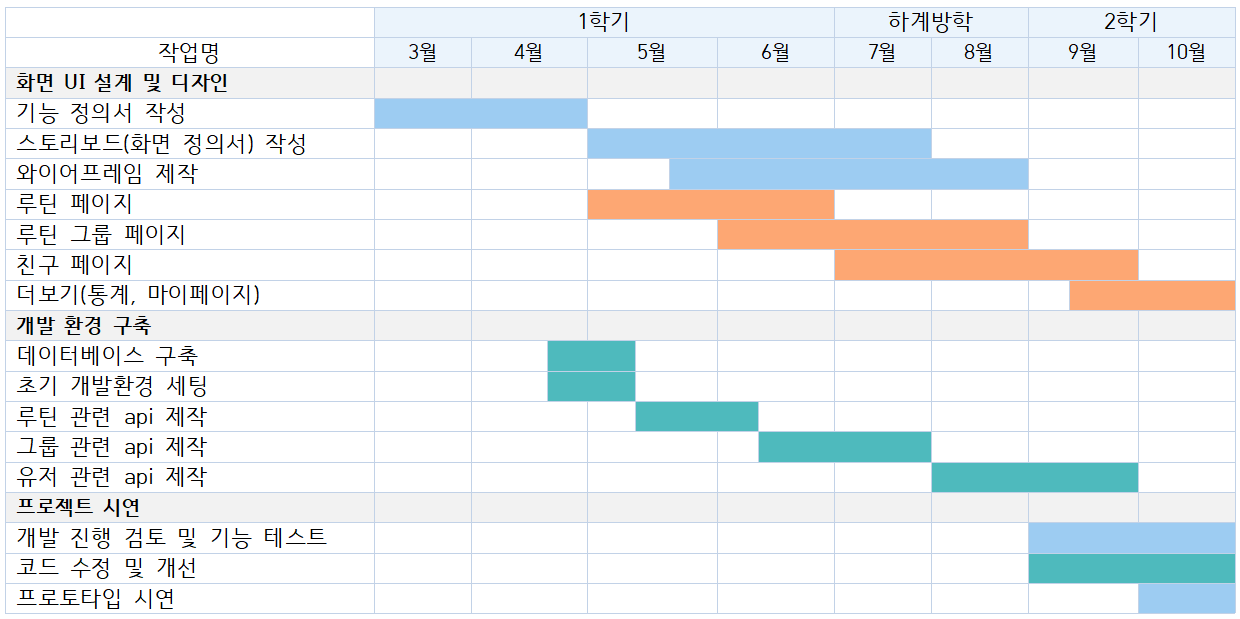 1학기 하계방학 2학기
작업명 3월 4월 5월 6월 7월 8월 9월 10월
화면 UI 설계 및 디자인
기능 정의서 작성
스토리보드(화면 정의서) 작성
와이어프레임 제작
루틴 페이지
루틴 그룹 페이지
친구 페이지
더보기(통계, 마이페이지)
개발 환경 구축
데이터베이스 구축
초기 개발환경 세팅
루틴 관련 api 제작
그룹 관련 api 제작
유저 관련 api 제작
프로젝트 시연
개발 진행 검토 및 기능 테스트
코드 수정 및 개선
프로토타입 시연